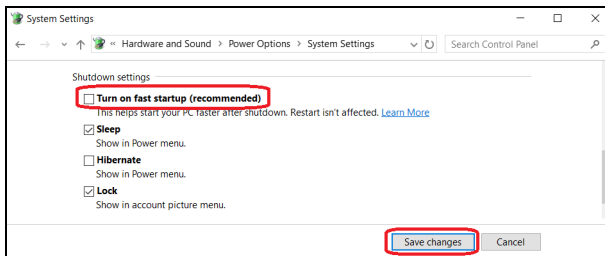 System Settings
« Hardware and Sound > Power Options > System Settings
Search Control Panel
Shutdown settings
Turn on fast startup (recommended)
This helps start your PC faster after shutdown. Restart isn't affected. Learn More
Sleep
Show in Power menu.
Hibernate
Show in Power menu.
Lock
Show in account picture menu.
Save changes
Cancel